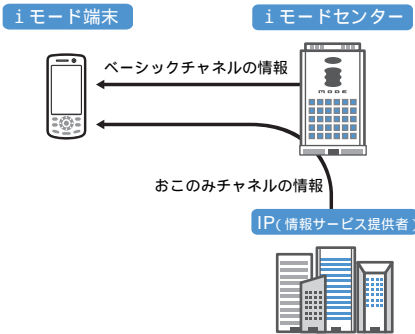 iモード端末
iモードセンター
ベーシックチャネルの情報
MODE
おこのみチャネルの情報
IP(情報サービス提供者)